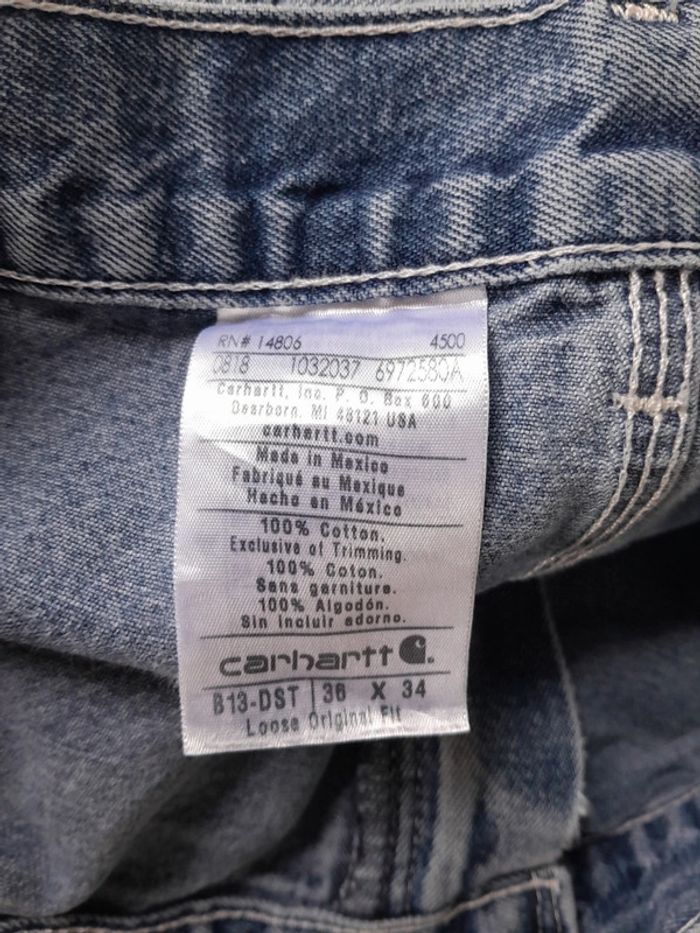 RN# 14806 4500
0818 1032037 6972580A
Carhartt, Inc. P. O. Box 600
Dearborn, MI 48121 USA
carhartt.com
Made in Mexico
Fabriqué au Mexique
Hecho en México
100% Cotton.
Exclusive of Trimming.
100% Coton.
Sans garniture.
100% Algodón.
Sin incluir adorno.
carhartt
B13-DST 36 X 34
Loose Original Fit